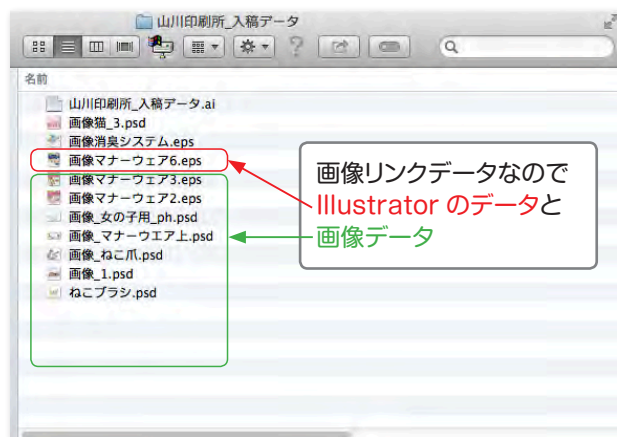 山川印刷所_入稿データ
名前
山川印刷所_入稿データ.ai
画像猫_3.psd
画像消臭システム.eps
画像マナーウェア6.eps
画像マナーウェア3.eps
画像マナーウェア2.eps
画像_女の子用_ph.psd
画像_マナーウエア上.psd
画像_ねこ爪.psd
画像_1.psd
ねこブラシ.psd
画像リンクデータなので
Illustrator のデータと
画像データ